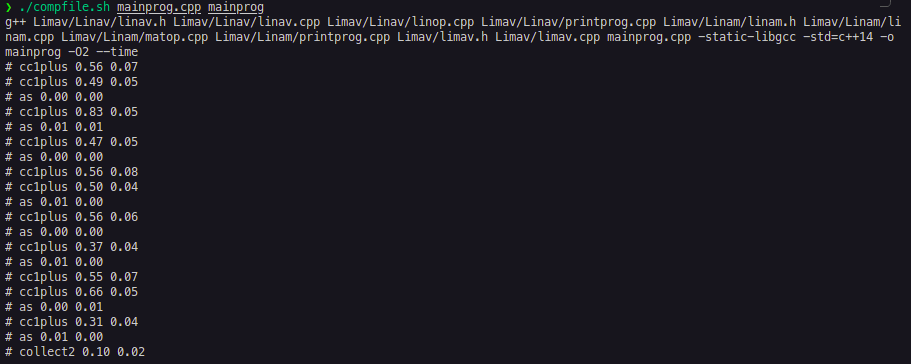 ❯ ./compfile.sh mainprog.cpp mainprog
g++ Limav/Linav/linav.h Limav/Linav/linav.cpp Limav/Linav/linop.cpp Limav/Linav/printprog.cpp Limav/Linam/linam.h Limav/Linam/li
nam.cpp Limav/Linam/matop.cpp Limav/Linam/printprog.cpp Limav/limav.h Limav/limav.cpp mainprog.cpp -static-libgcc -std=c++14 -o
mainprog -O2 --time
# cc1plus 0.56 0.07
# cc1plus 0.49 0.05
# as 0.00 0.00
# cc1plus 0.83 0.05
# as 0.01 0.01
# cc1plus 0.47 0.05
# as 0.00 0.00
# cc1plus 0.56 0.08
# cc1plus 0.50 0.04
# as 0.01 0.00
# cc1plus 0.56 0.06
# as 0.00 0.00
# cc1plus 0.37 0.04
# as 0.01 0.00
# cc1plus 0.55 0.07
# cc1plus 0.66 0.05
# as 0.00 0.01
# cc1plus 0.31 0.04
# as 0.01 0.00
# collect2 0.10 0.02